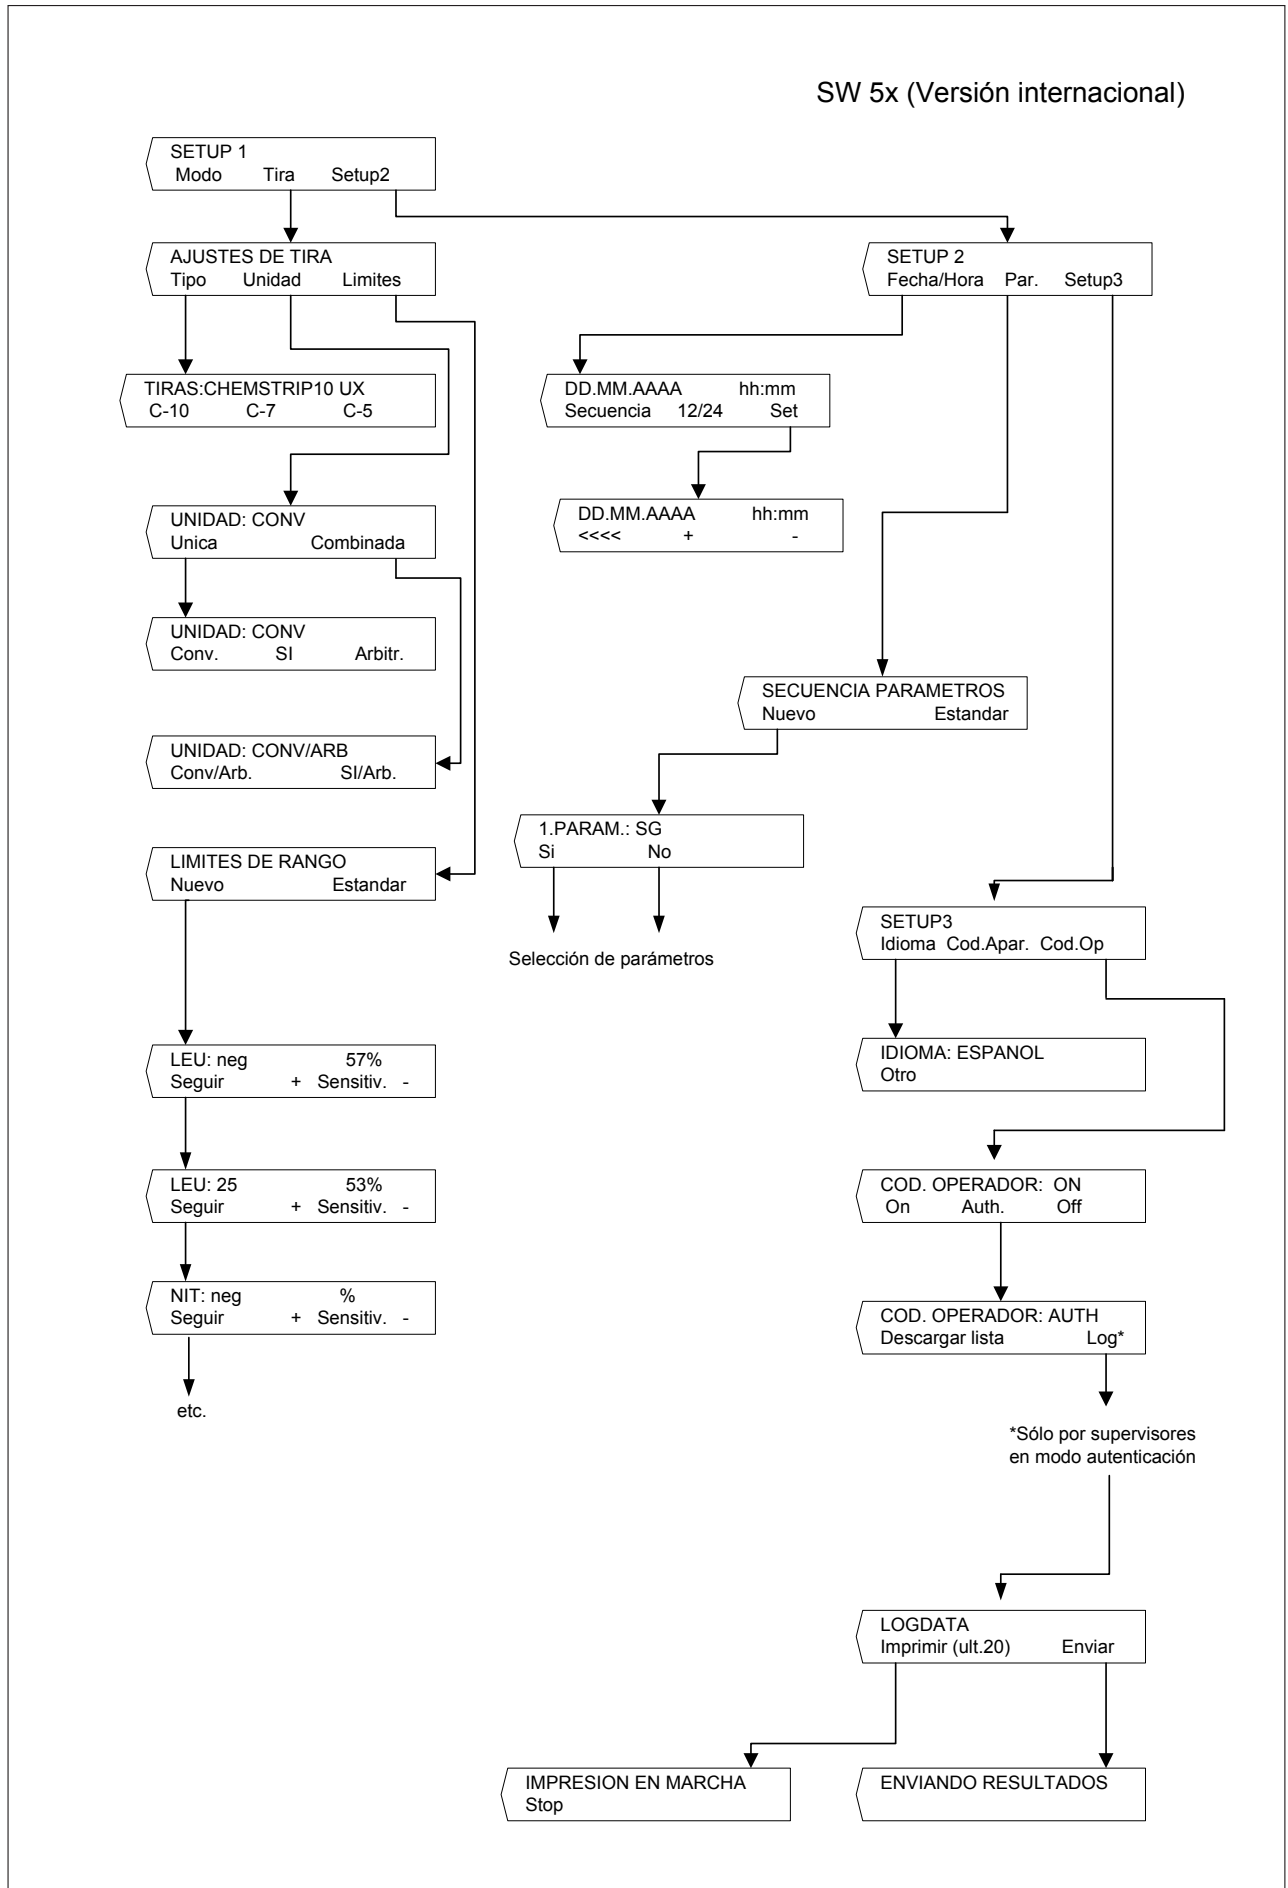 SW 5x (Versión internacional)
SETUP 1
Modo Tira Setup2
AJUSTES DE TIRA
Tipo Unidad Limites
SETUP 2
Fecha/Hora Par. Setup3
TIRAS:CHEMSTRIP10 UX
C-10 C-7 C-5
DD.MM.AAAA hh:mm
Secuencia 12/24 Set
UNIDAD: CONV
Unica Combinada
DD.MM.AAAA hh:mm
<<<< + -
UNIDAD: CONV
Conv. SI Arbitr.
SECUENCIA PARAMETROS
Nuevo Estandar
UNIDAD: CONV/ARB
Conv/Arb. SI/Arb.
1.PARAM.: SG
Si No
LIMITES DE RANGO
Nuevo Estandar
Selección de parámetros
SETUP3
Idioma Cod.Apar. Cod.Op
LEU: neg 57%
Seguir + Sensitiv. -
IDIOMA: ESPANOL
Otro
LEU: 25 53%
Seguir + Sensitiv. -
COD. OPERADOR: ON
On Auth. Off
NIT: neg %
Seguir + Sensitiv. -
COD. OPERADOR: AUTH
Descargar lista Log*
etc.
*Sólo por supervisores
en modo autenticación
LOGDATA
Imprimir (ult.20) Enviar
IMPRESION EN MARCHA
Stop
ENVIANDO RESULTADOS